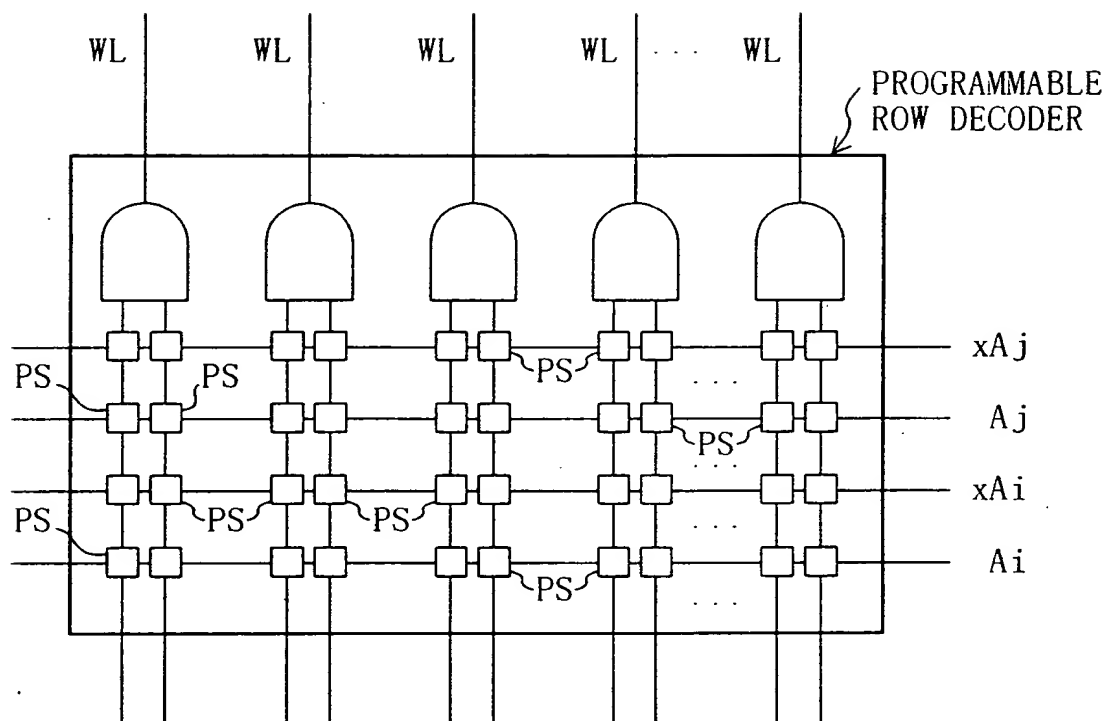 WL WL WL WL ... WL
PROGRAMMABLE
ROW DECODER
PS xAj
PS PS ...
Aj
PS
...
xAi
PS PS PS
...
Ai
PS
...